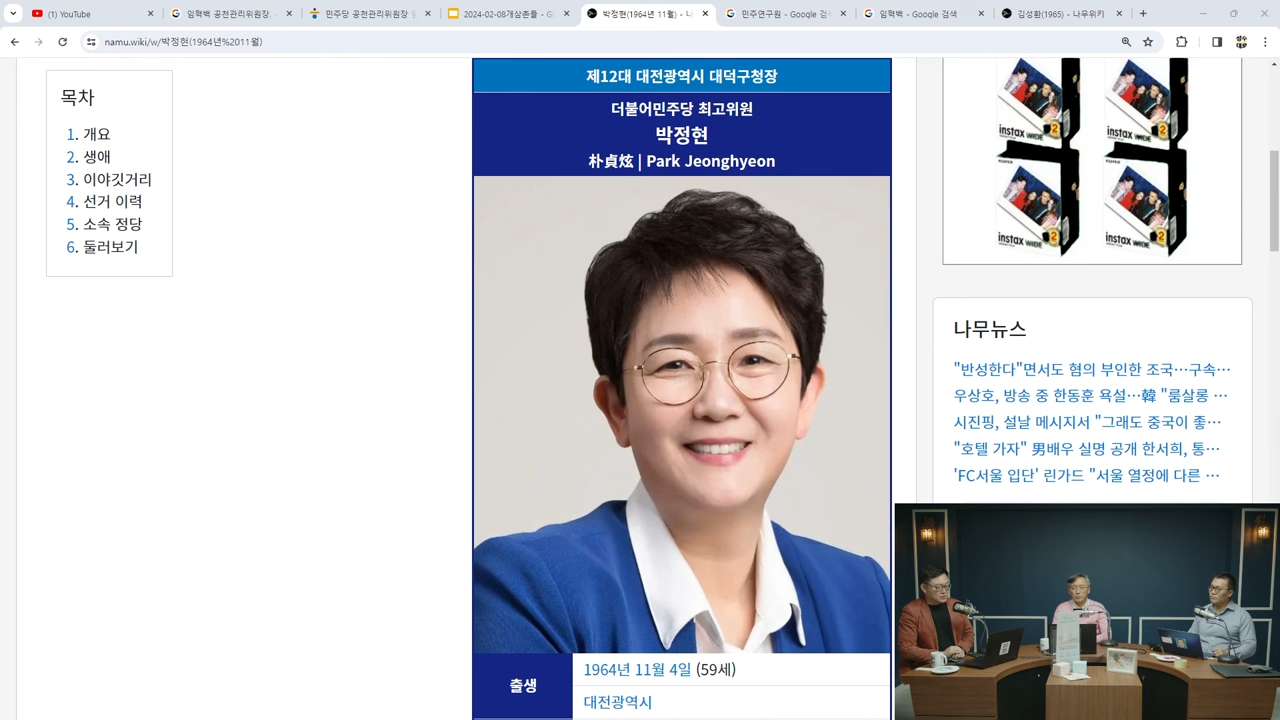 (1) YouTube
임혁백 공천관리위원장.
민주당 공천관리위원장 임
2024-02-08개삼촌들 - Go
박정현(1964년 11월) - 나
민주연구원 - Google 검색
임혁백 - Google 검색
김성환(1965) - 나무위키
namu.wiki/w/박정현(1964년%2011월)
목차
1. 개요
2. 생애
3. 이야깃거리
4. 선거 이력
5. 소속 정당
6. 둘러보기
제12대 대전광역시 대덕구청장
더불어민주당 최고위원
박정현
朴貞炫 | Park Jeonghyeon
출생
1964년 11월 4일 (59세)
대전광역시
instax WIDE 2
instax WIDE 2
instax WIDE 2
instax WIDE 2
나무뉴스
"반성한다"면서도 혐의 부인한 조국…구속…
우상호, 방송 중 한동훈 욕설…韓 "룸살롱 …
시진핑, 설날 메시지서 "그래도 중국이 좋…
"호텔 가자" 男배우 실명 공개 한서희, 통…
'FC서울 입단' 린가드 "서울 열정에 다른 …